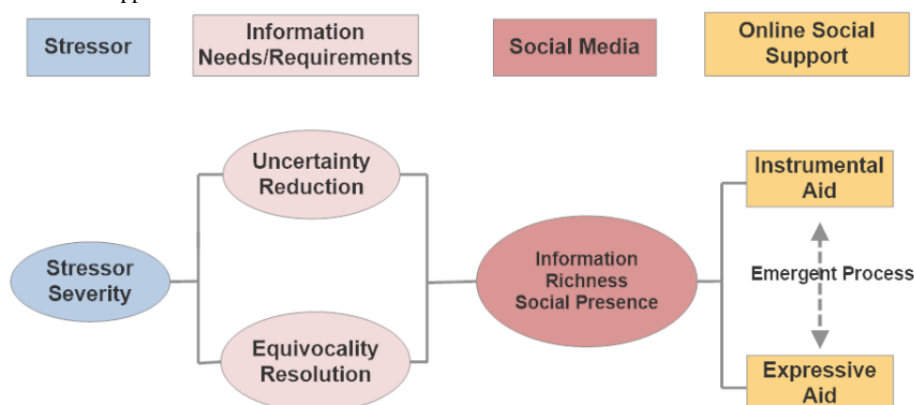 Stressor
Information
Needs/Requirements
Social Media
Online Social
Support
Uncertainty
Reduction
Stressor
Severity
Equivocality
Resolution
Information
Richness
Social Presence
Instrumental
Aid
Emergent Process
Expressive
Aid